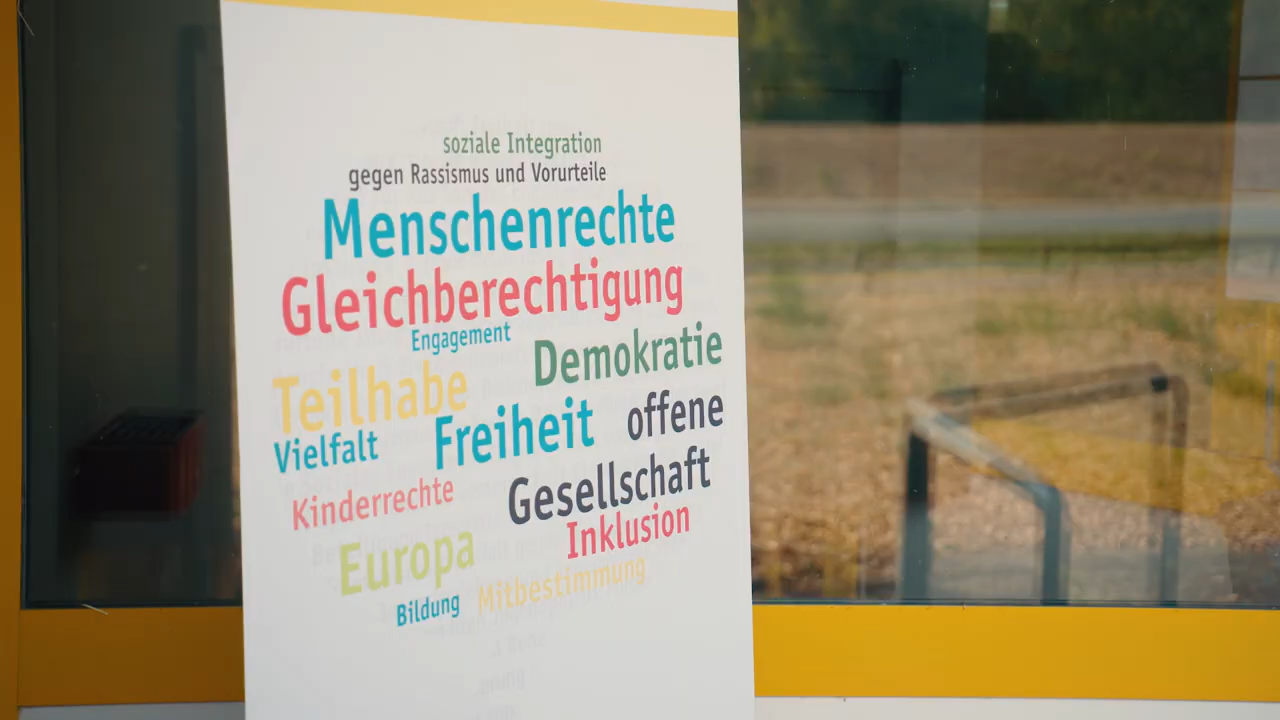 soziale Integration
gegen Rassismus und Vorurteile
Menschenrechte
Gleichberechtigung
Engagement
Demokratie
Teilhabe
Freiheit
offene
Vielfalt
Gesellschaft
Kinderrechte
Inklusion
Europa
Mitbestimmung
Bildung